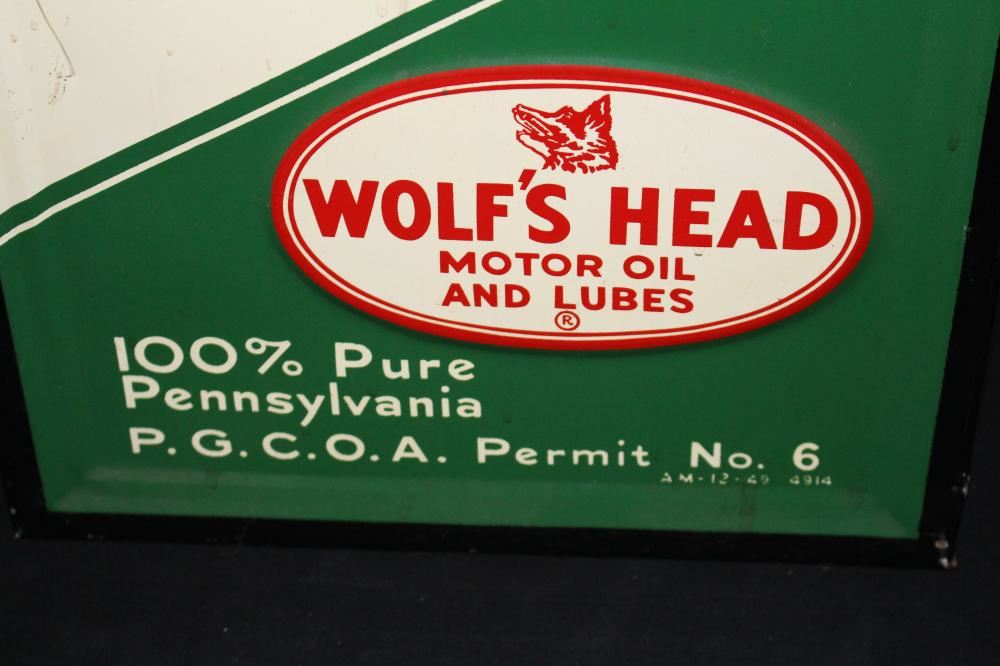 WOLF'S HEAD
MOTOR OIL
AND LUBES
®
100% Pure
Pennsylvania
P.G.C.O.A. Permit No. 6
AM-12-49 4914